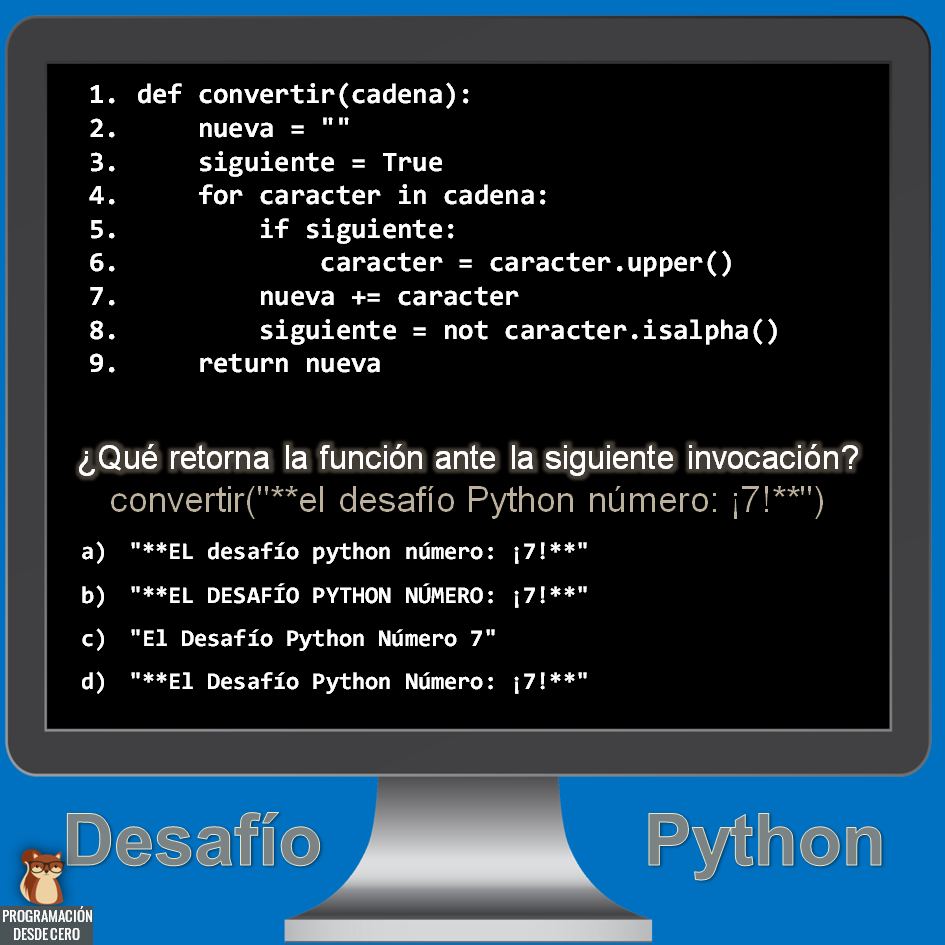 1. def convertir(cadena):
2.     nueva = ""
3.     siguiente = True
4.     for caracter in cadena:
5.         if siguiente:
6.             caracter = caracter.upper()
7.         nueva += caracter
8.         siguiente = not caracter.isalpha()
9.     return nueva
¿Qué retorna la función ante la siguiente invocación?
convertir("**el desafío Python número: ¡7!**")
a) "**EL desafío python número: ¡7!**"
b) "**EL DESAFÍO PYTHON NÚMERO: ¡7!**"
c) "El Desafío Python Número 7"
d) "**El Desafío Python Número: ¡7!**"
Desafío Python
PROGRAMACIÓN
DESDE CERO